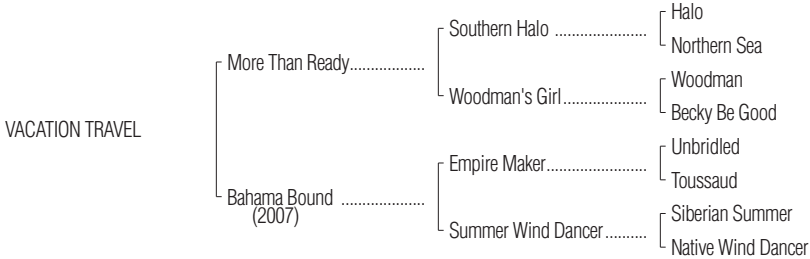 Halo
Southern Halo ......................
Northern Sea
More Than Ready..................
Woodman
Woodman's Girl....................
Becky Be Good
VACATION TRAVEL
Unbridled
Empire Maker........................
Toussaud
Bahama Bound ....................
(2007)
Siberian Summer
Summer Wind Dancer..........
Native Wind Dancer